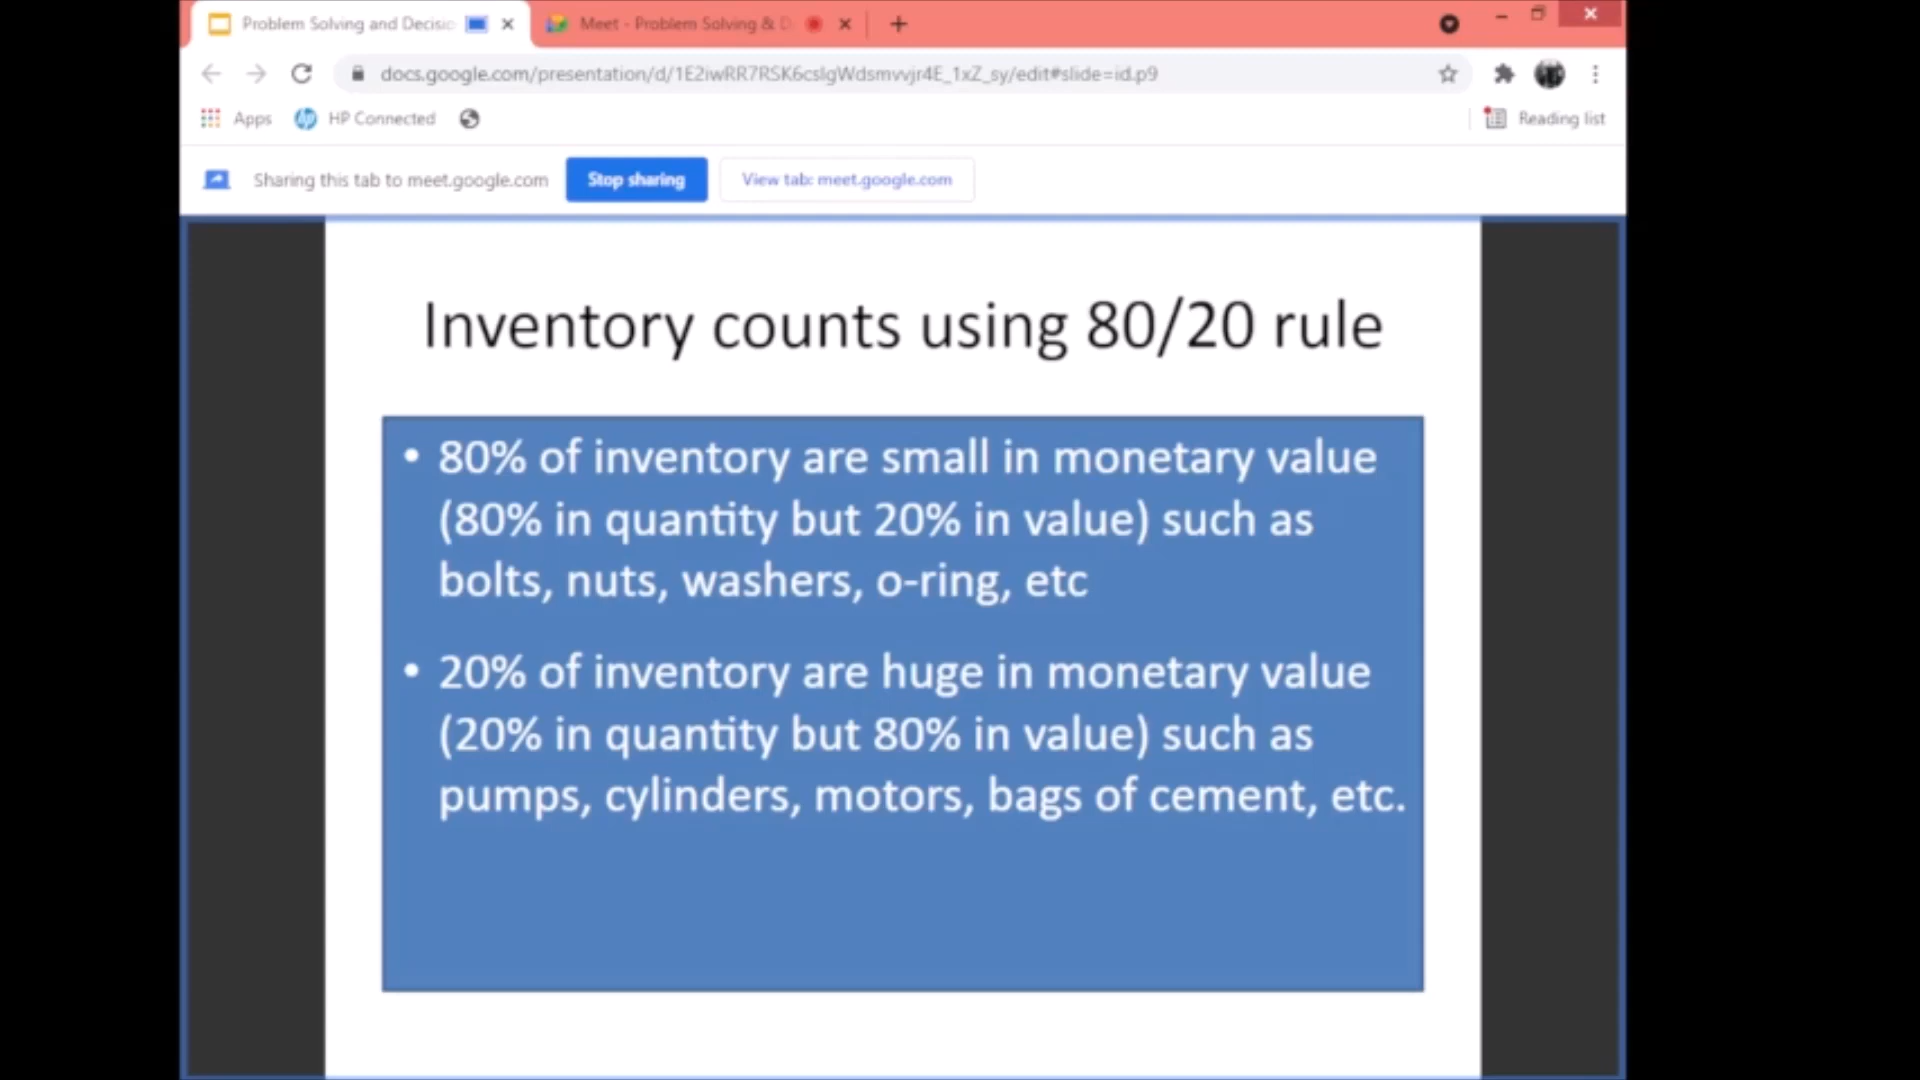 Problem Solving and Decisio
Meet - Problem Solving & D
docs.google.com/presentation/d/1E2iwRR7RSK6cslgWdsmvvjr4E_1xZ_sy/edit#slide=id.p9
Apps
HP Connected
Reading list
Sharing this tab to meet.google.com
Stop sharing
View tab: meet.google.com
Inventory counts using 80/20 rule
• 80% of inventory are small in monetary value
(80% in quantity but 20% in value) such as
bolts, nuts, washers, o-ring, etc
• 20% of inventory are huge in monetary value
(20% in quantity but 80% in value) such as
pumps, cylinders, motors, bags of cement, etc.